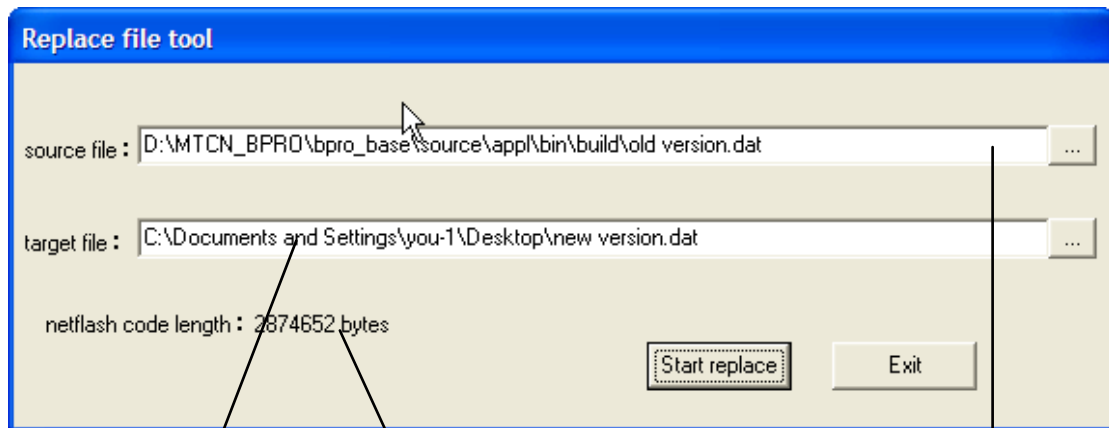 Replace file tool
source file : D:\MTCN_BPRO\bpro_base\source\appl\bin\build\old version.dat ...
target file : C:\Documents and Settings\you-1\Desktop\new version.dat ...
netflash code length : 2874652 bytes
Start replace Exit